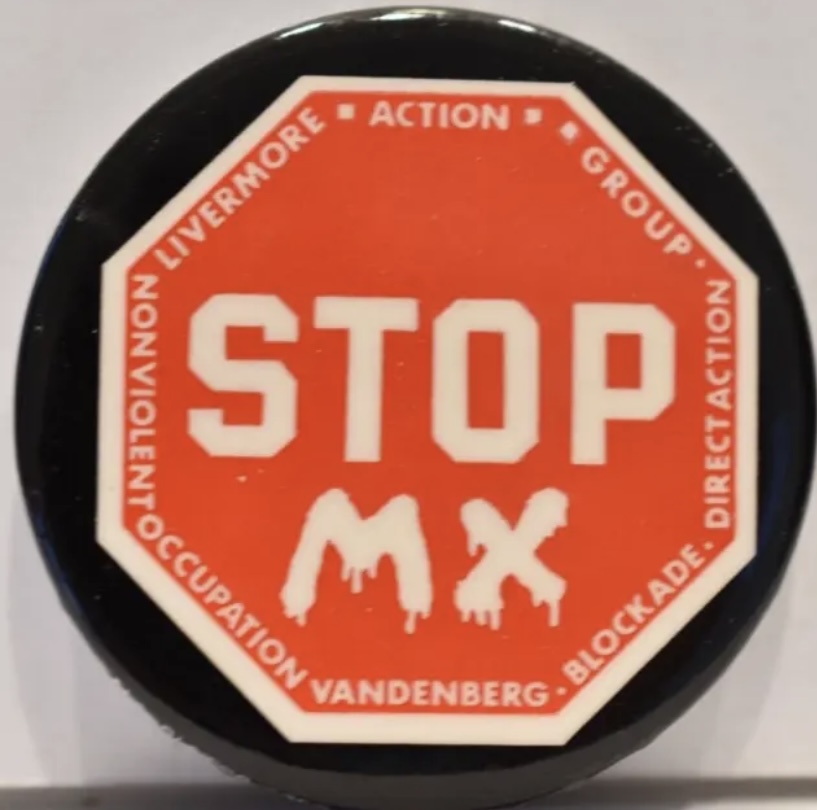 LIVERMORE ▪ ACTION ▪ ▪ GROUP · DIRECT ACTION
STOP
MX
NONVIOLENT OCCUPATION VANDENBERG · BLOCKADE ·